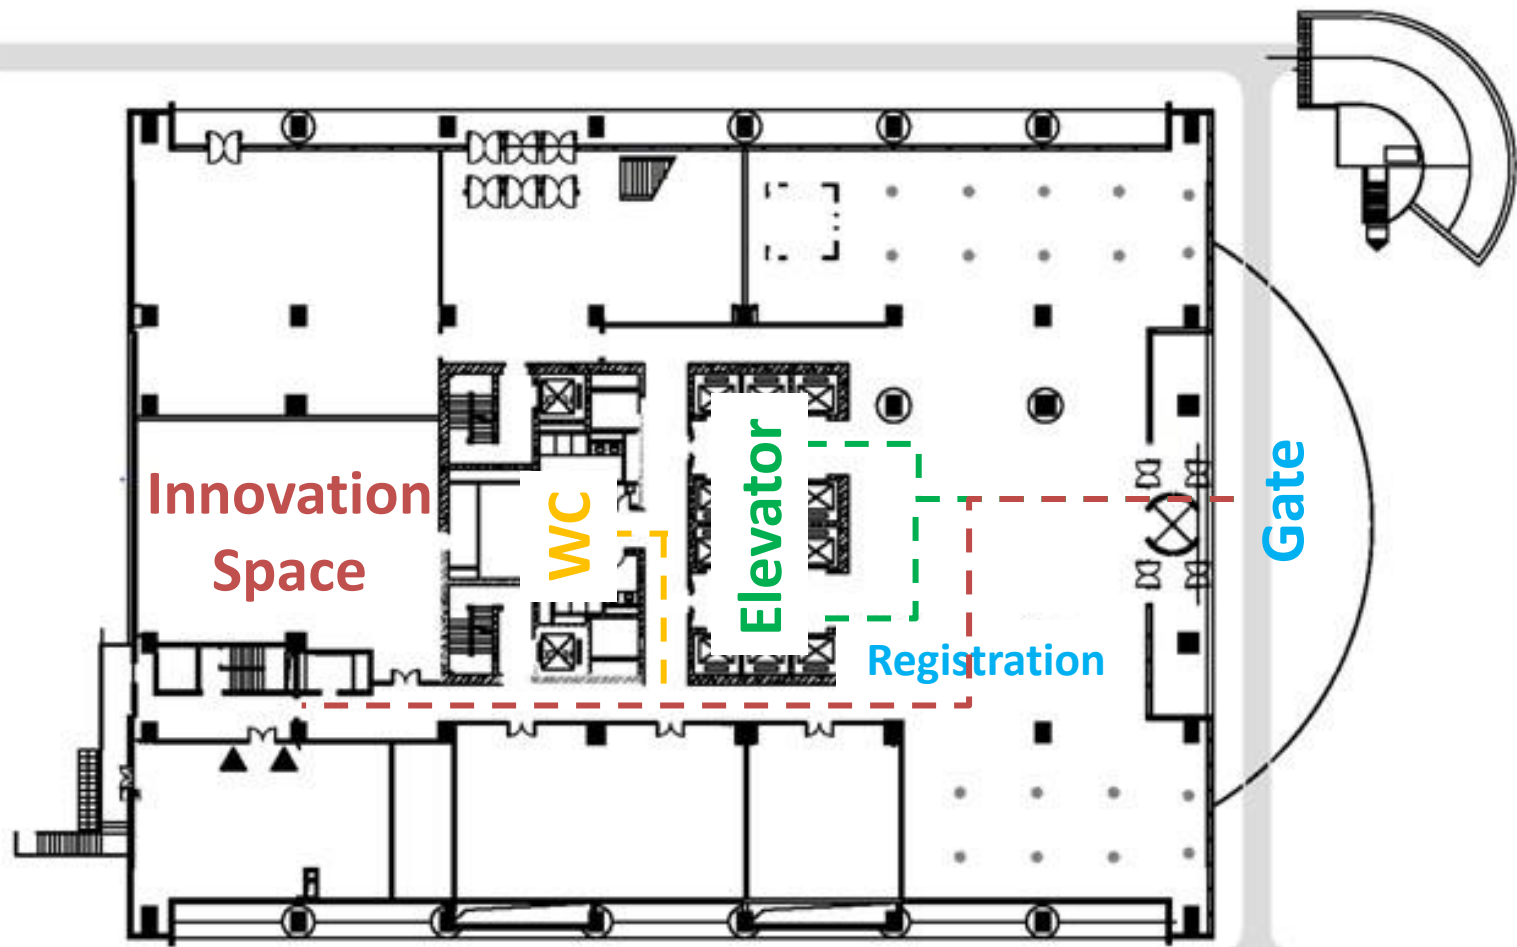 Innovation
Space
WC
Elevator
Registration
Gate